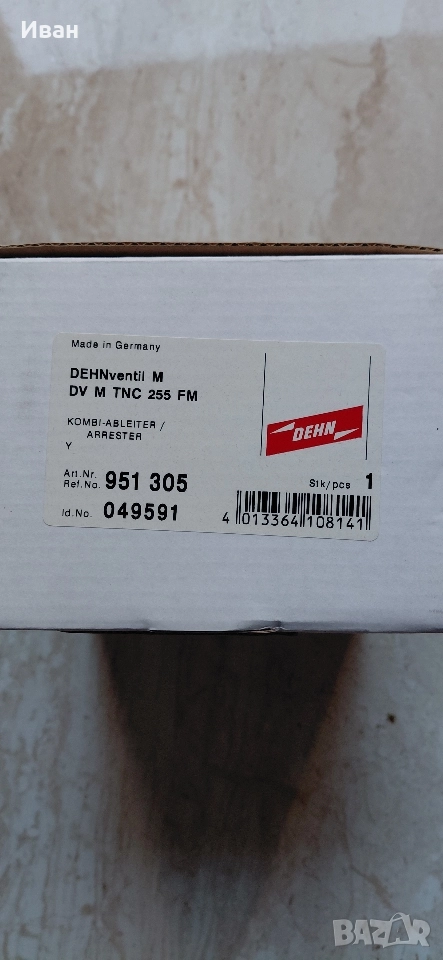 Иван
Made in Germany
DEHNventil M
DV M TNC 255 FM
KOMBI-ABLEITER /
ARRESTER
Y
DEHN
Art.Nr.
Ref.No. 951 305
Stk/pcs 1
Id.No. 049591
4 013364 108141
BAZAR